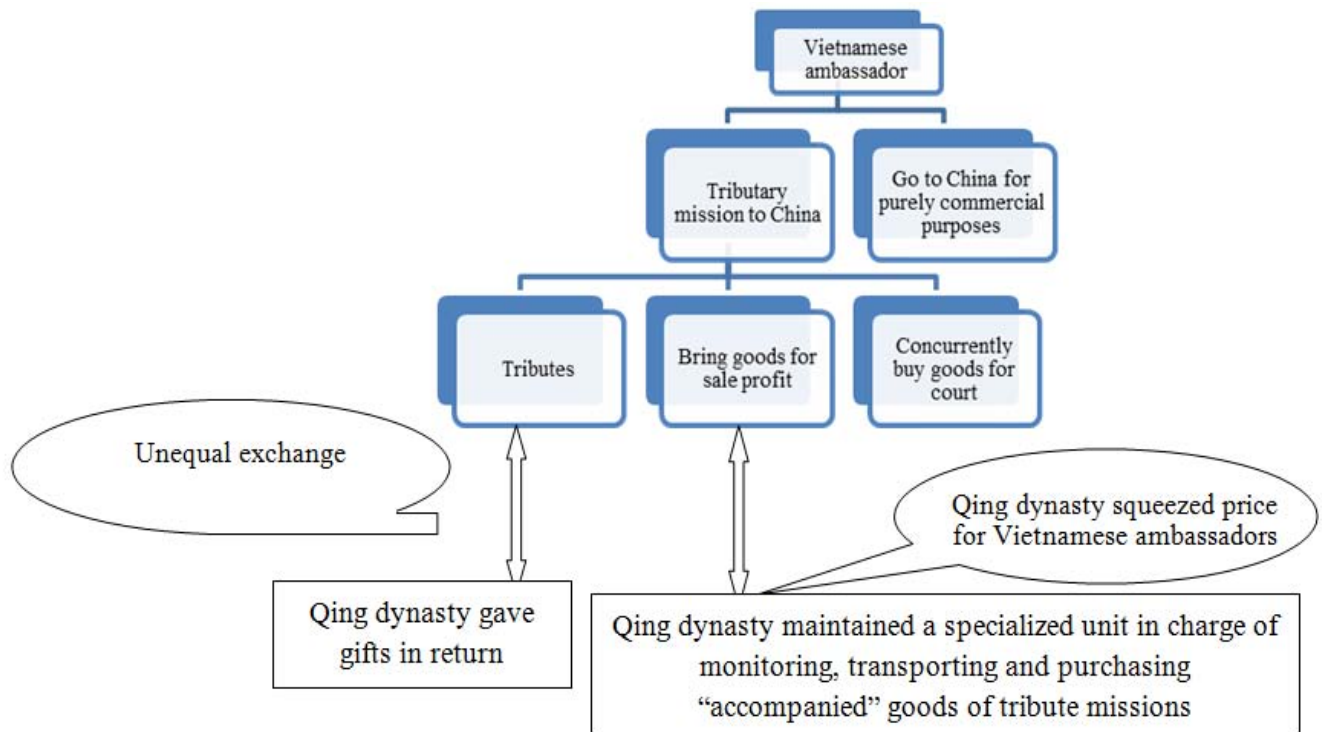 Vietnamese
ambassador
Tributary
mission to China
Go to China for
purely commercial
purposes
Tributes
Bring goods for
sale profit
Concurrently
buy goods for
court
Unequal exchange
Qing dynasty squeezed price
for Vietnamese ambassadors
Qing dynasty gave
gifts in return
Qing dynasty maintained a specialized unit in charge of
monitoring, transporting and purchasing
“accompanied” goods of tribute missions